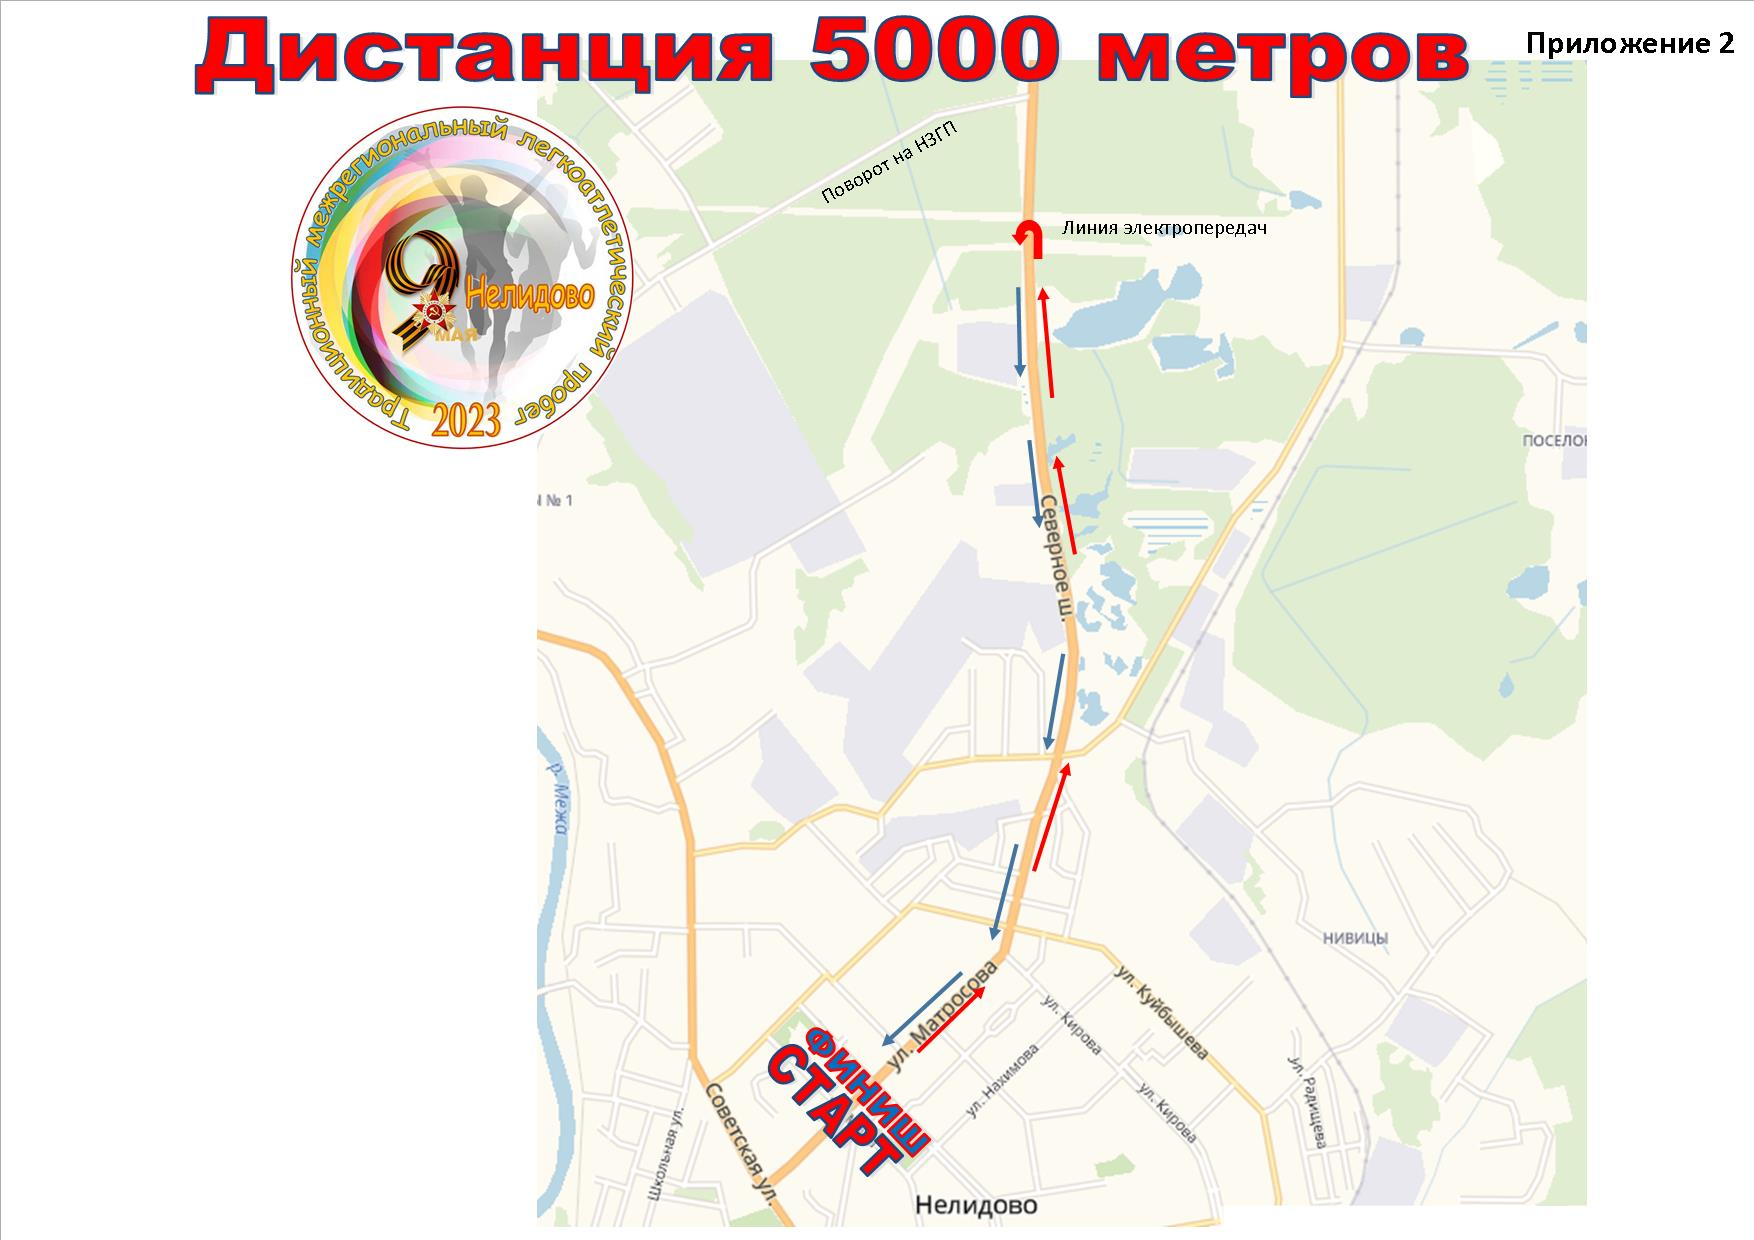 Дистанция 5000 метров
Приложение 2
Традиционный межрегиональный легкоатлетический пробег
9
МАЯ
Нелидово
2023
Поворот на НЗГП
Линия электропередач
ПОСЕЛО
№ 1
Северное ш.
р. Межа
НИВИЦЫ
ул. Матросова
ул. Куйбышева
ул. Кирова
ул. Нахимова
ул. Кирова
ул. Радищева
ФИНИШ
СТАРТ
Советская ул.
Школьная ул.
Нелидово